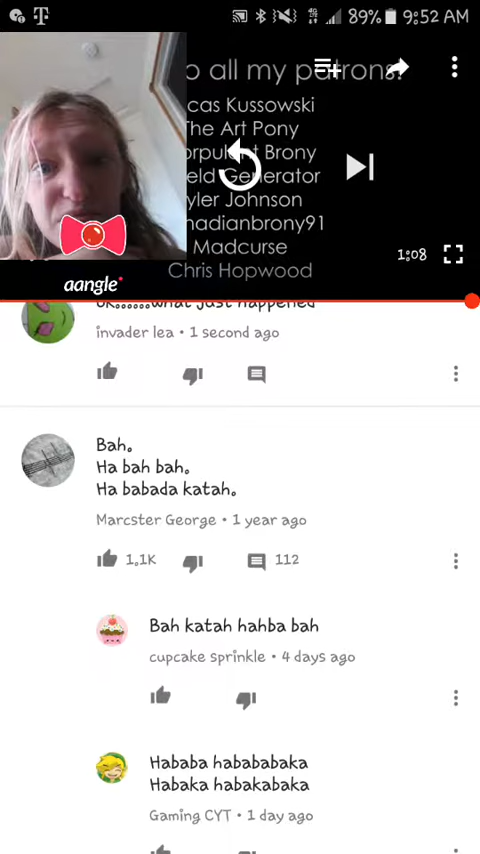 89% 9:52 AM
o all my patrons!
cas Kussowski
The Art Pony
orpulent Brony
eld Generator
yler Johnson
nadianbrony91
Madcurse
1:08
Chris Hopwood
aangle
what just happened
invader lea • 1 second ago
Bah.
Ha bah bah.
Ha babada katah.
Marcster George • 1 year ago
1,1K 112
Bah katah hahba bah
cupcake sprinkle • 4 days ago
Hababa habababaka
Habaka habakabaka
Gaming CYT • 1 day ago